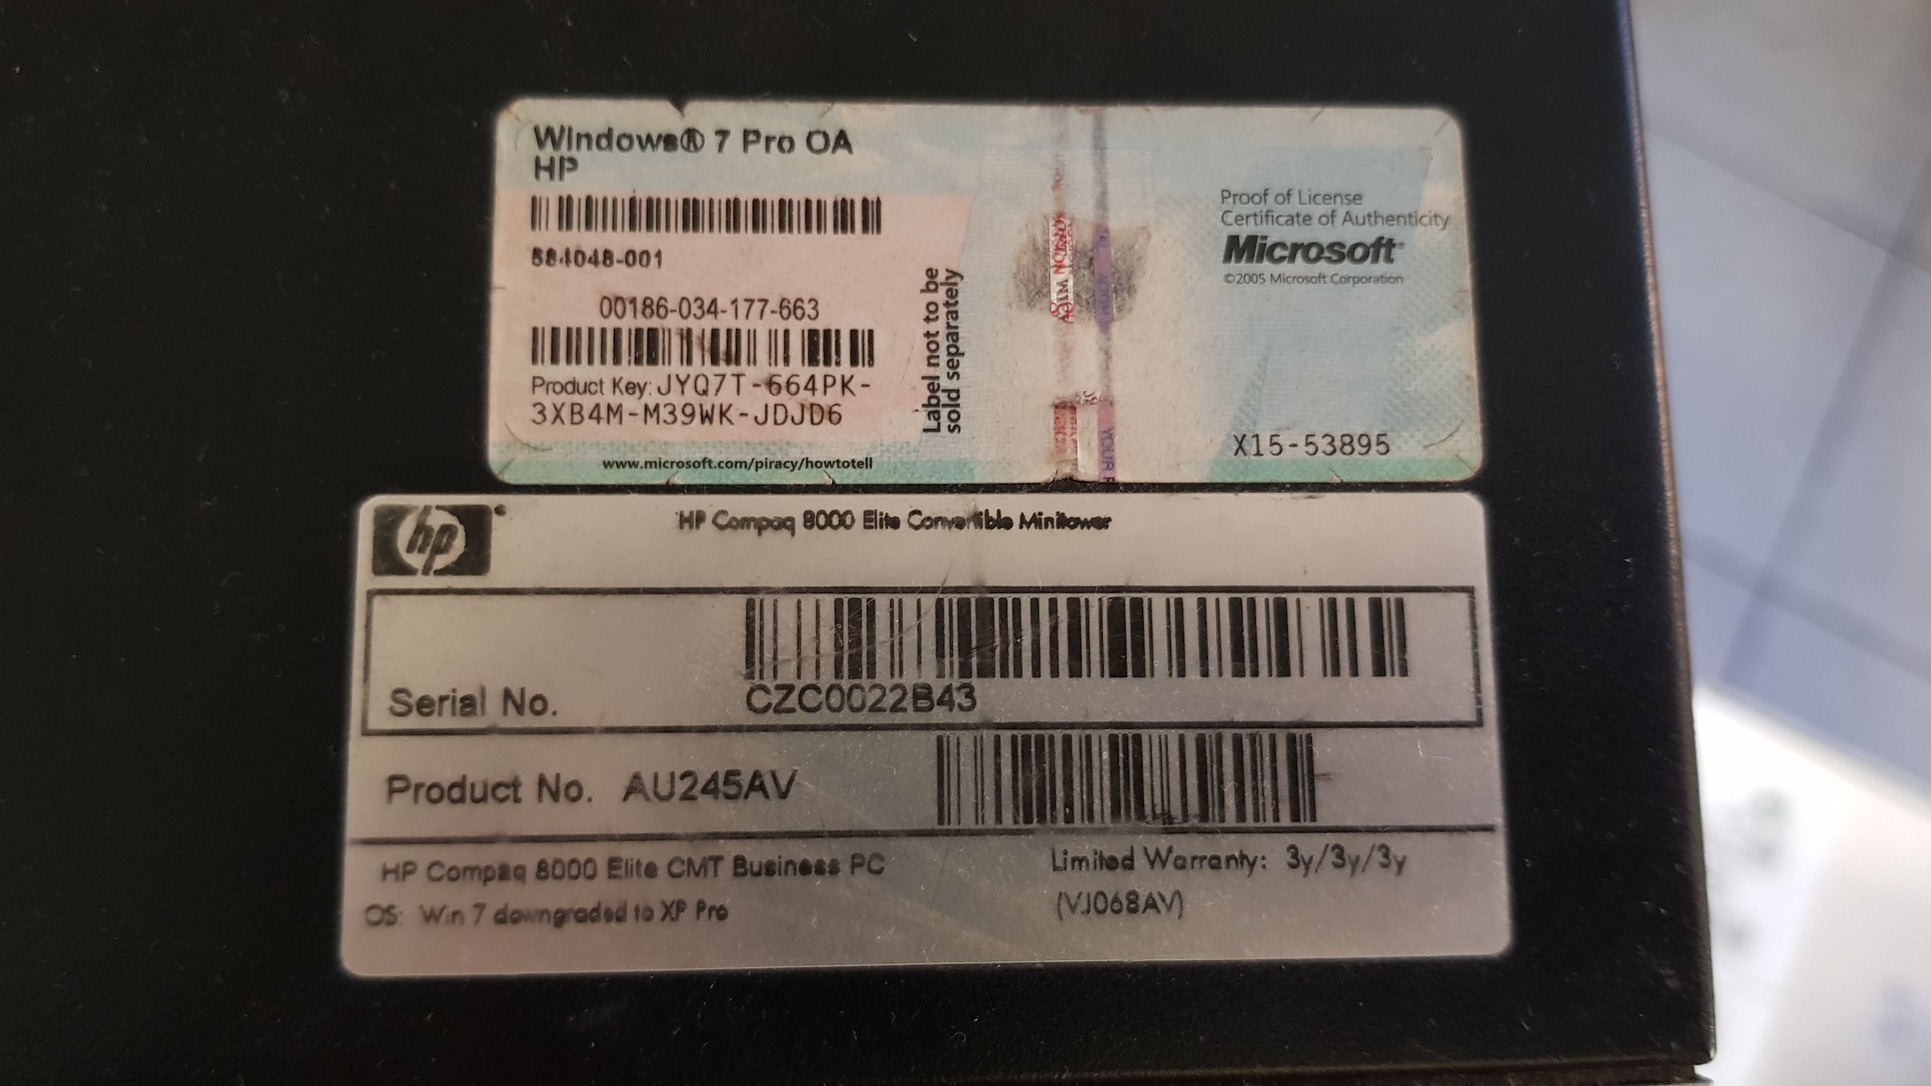 Windows® 7 Pro OA
HP
584048-001
00186-034-177-663
Product Key: JYQ7T-664PK-
3XB4M-M39WK-JDJD6
www.microsoft.com/piracy/howtotell
Label not to be
sold separately
Proof of License
Certificate of Authenticity
Microsoft®
©2005 Microsoft Corporation
X15-53895
YOUR P
hp
HP Compaq 8000 Elite Convertible Minitower
Serial No. CZC0022B43
Product No. AU245AV
HP Compaq 8000 Elite CMT Business PC
Limited Warranty: 3y/3y/3y
OS: Win 7 downgraded to XP Pro
(VJ068AV)